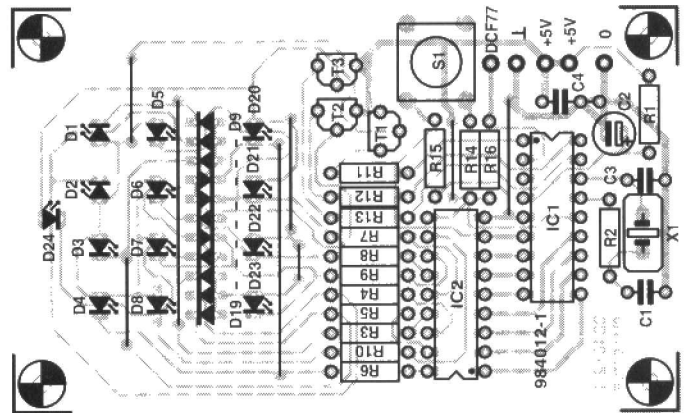 DCF77
⊥
+5V
+5V
0
S1
T3
T2
T1
C4
C2
R1
D5
D9
D20
D1
D21
D2
D6
D22
D24
D3
D7
D23
D4
D8
D19
R15
R14
R16
R11
R12
R13
R7
R8
R9
R4
R5
R3
R10
R6
IC2
IC1
C3
R2
X1
C1
984012-1